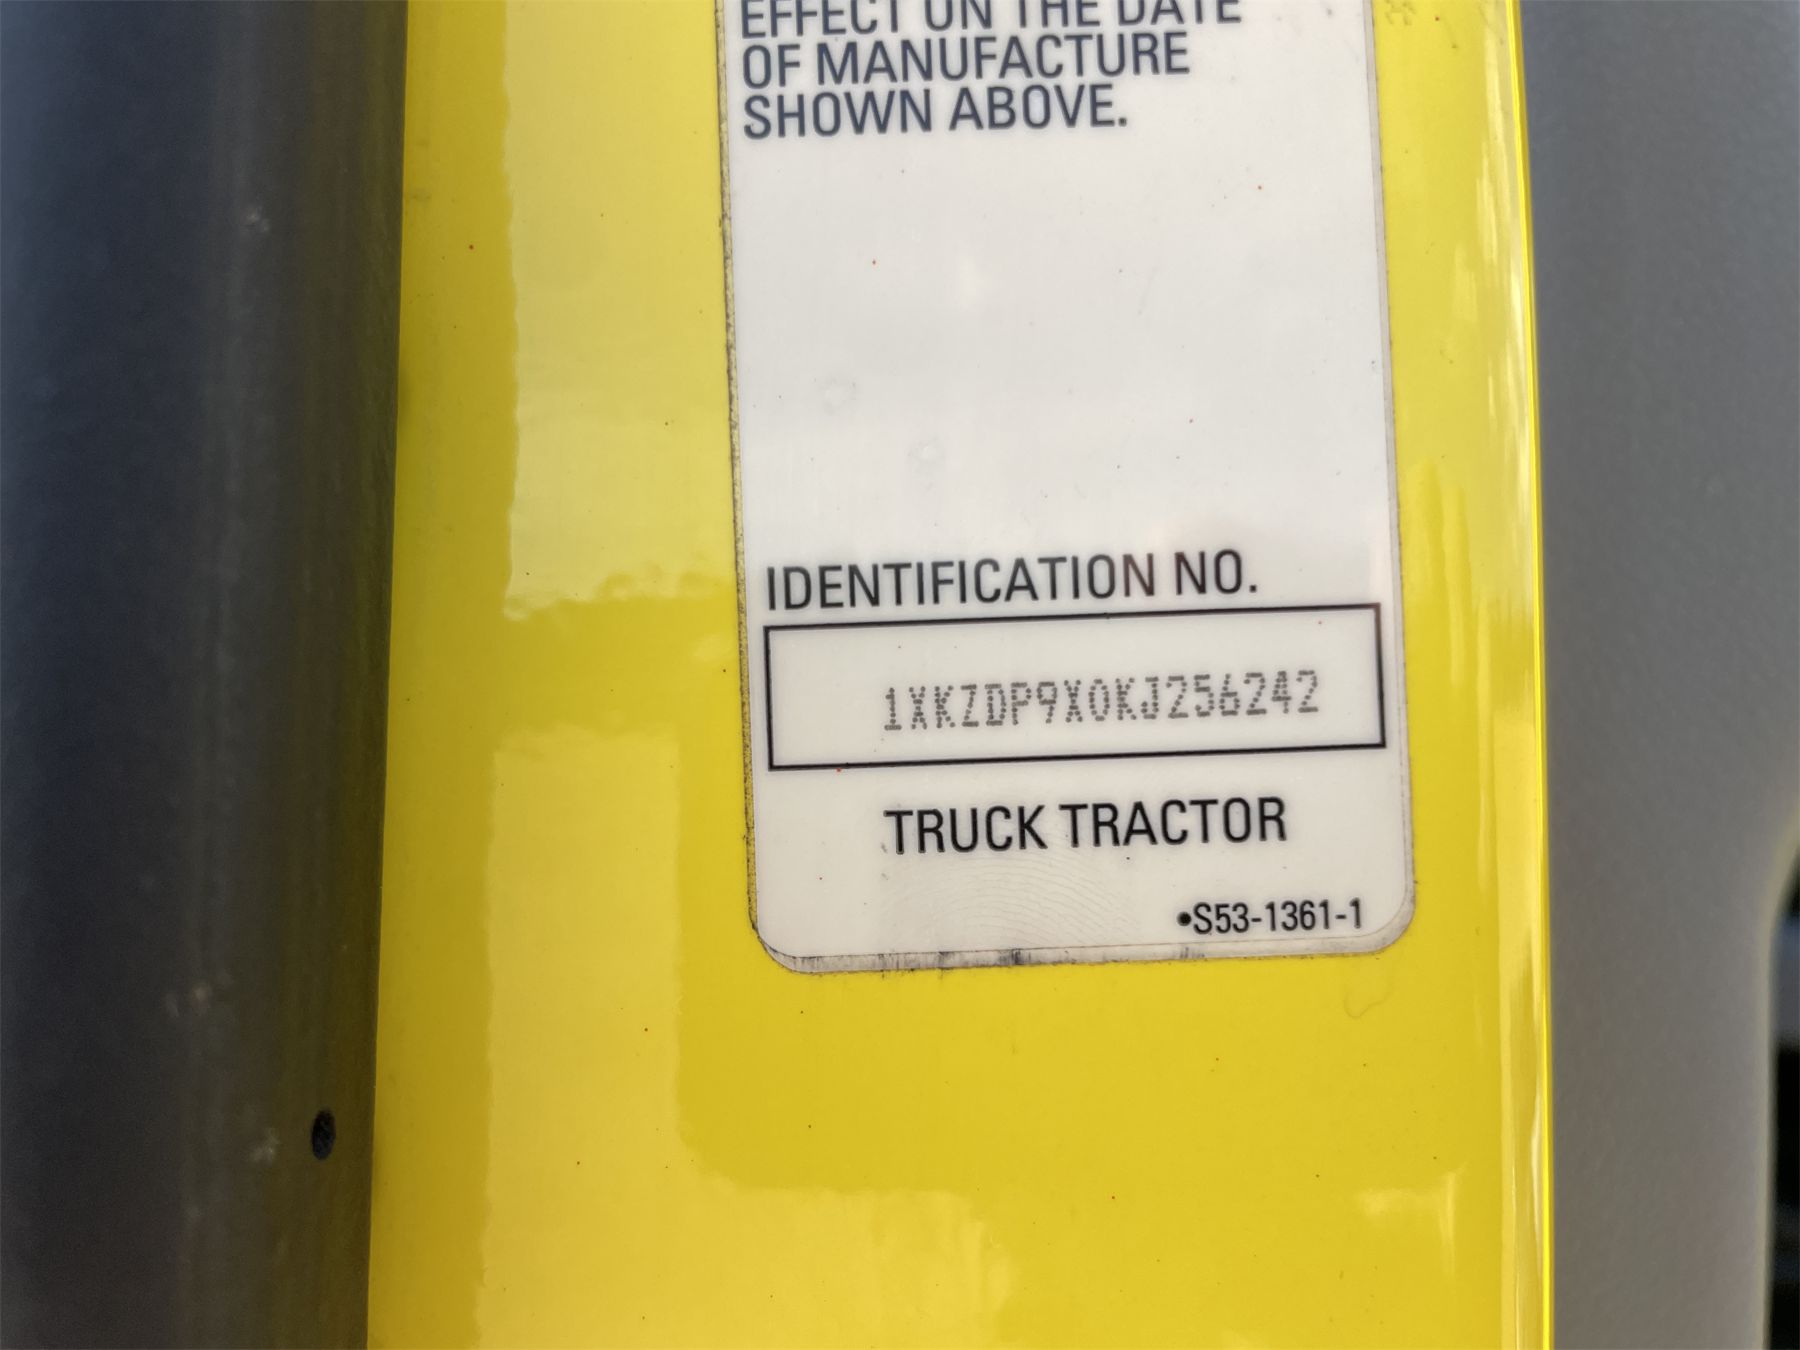 EFFECT ON THE DATE
OF MANUFACTURE
SHOWN ABOVE.
IDENTIFICATION NO.
1XKZDP9X0KJ256242
TRUCK TRACTOR
•S53-1361-1